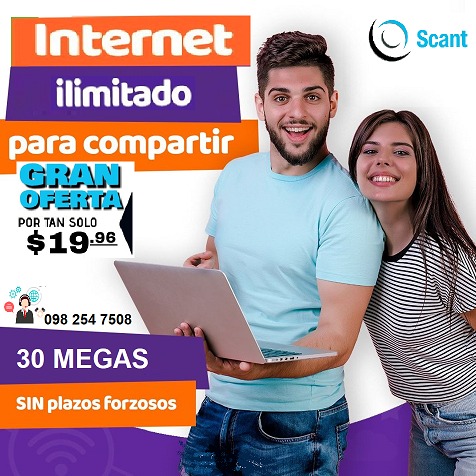 Internet
ilimitado
para compartir
Scant
GRAN
OFERTA
POR TAN SOLO
$19.96
098 254 7508
30 MEGAS
SIN plazos forzosos